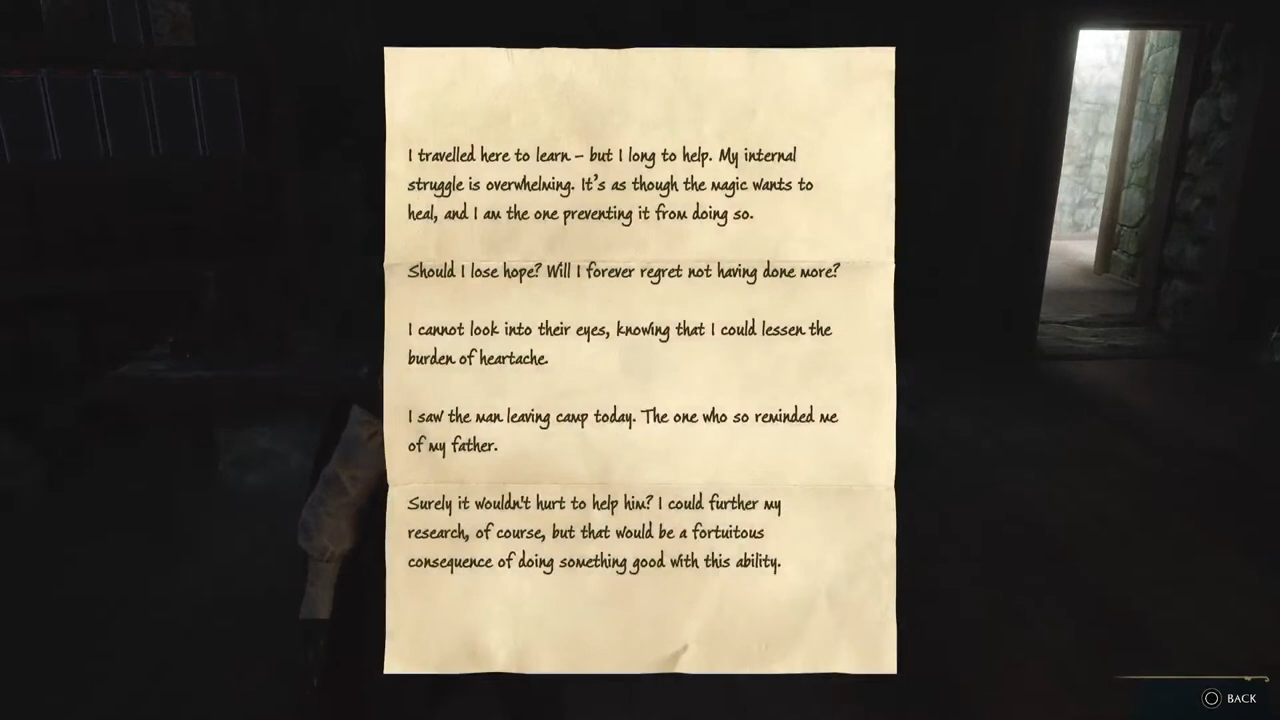 I travelled here to learn – but I long to help. My internal
struggle is overwhelming. It's as though the magic wants to
heal, and I am the one preventing it from doing so.
Should I lose hope? Will I forever regret not having done more?
I cannot look into their eyes, knowing that I could lessen the
burden of heartache.
I saw the man leaving camp today. The one who so reminded me
of my father.
Surely it wouldn't hurt to help him? I could further my
research, of course, but that would be a fortuitous
consequence of doing something good with this ability.
BACK